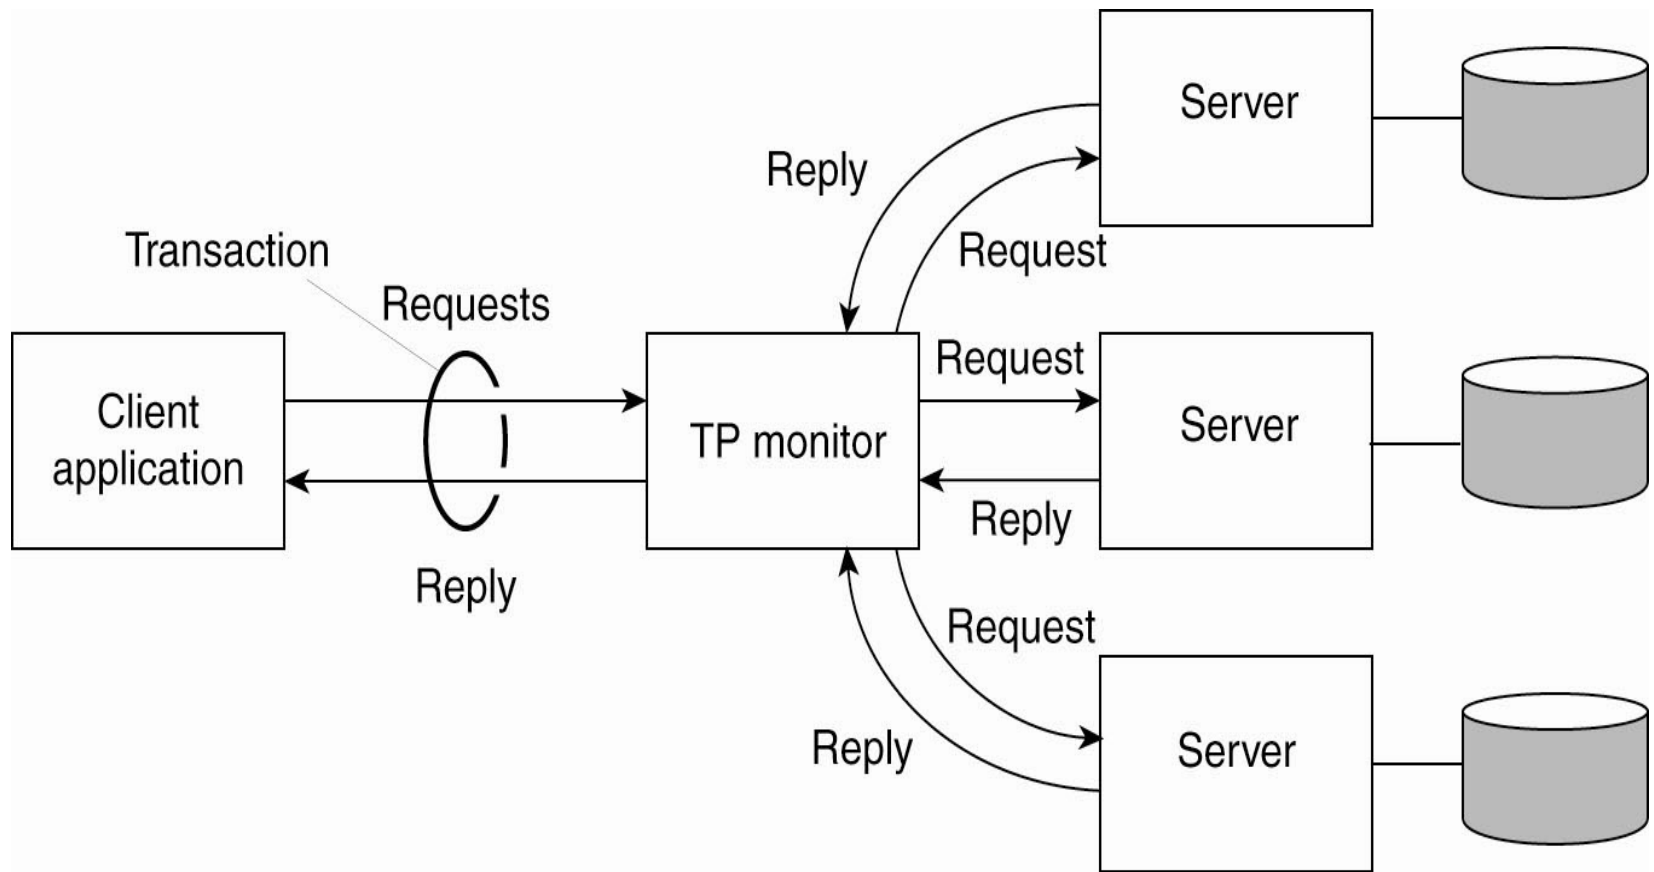 Server
Reply
Request
Transaction
Requests
Client
application
Reply
TP monitor
Request
Server
Reply
Request
Reply
Server